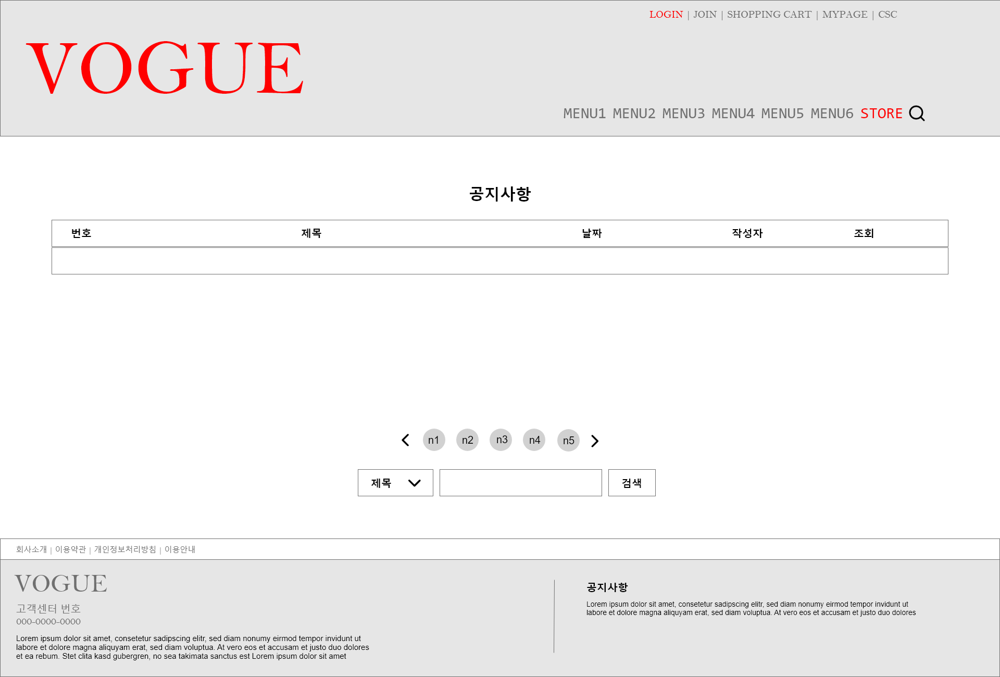 LOGIN | JOIN | SHOPPING CART | MYPAGE | CSC
VOGUE
MENU1 MENU2 MENU3 MENU4 MENU5 MENU6 STORE
공지사항
번호 제목 날짜 작성자 조회
n1 n2 n3 n4 n5
제목 검색
회사소개 | 이용약관 | 개인정보처리방침 | 이용안내
VOGUE
고객센터 번호
000-0000-0000
Lorem ipsum dolor sit amet, consetetur sadipscing elitr, sed diam nonumy eirmod tempor invidunt ut
labore et dolore magna aliquyam erat, sed diam voluptua. At vero eos et accusam et justo duo dolores
et ea rebum. Stet clita kasd gubergren, no sea takimata sanctus est Lorem ipsum dolor sit amet
공지사항
Lorem ipsum dolor sit amet, consetetur sadipscing elitr, sed diam nonumy eirmod tempor invidunt ut
labore et dolore magna aliquyam erat, sed diam voluptua. At vero eos et accusam et justo duo dolores